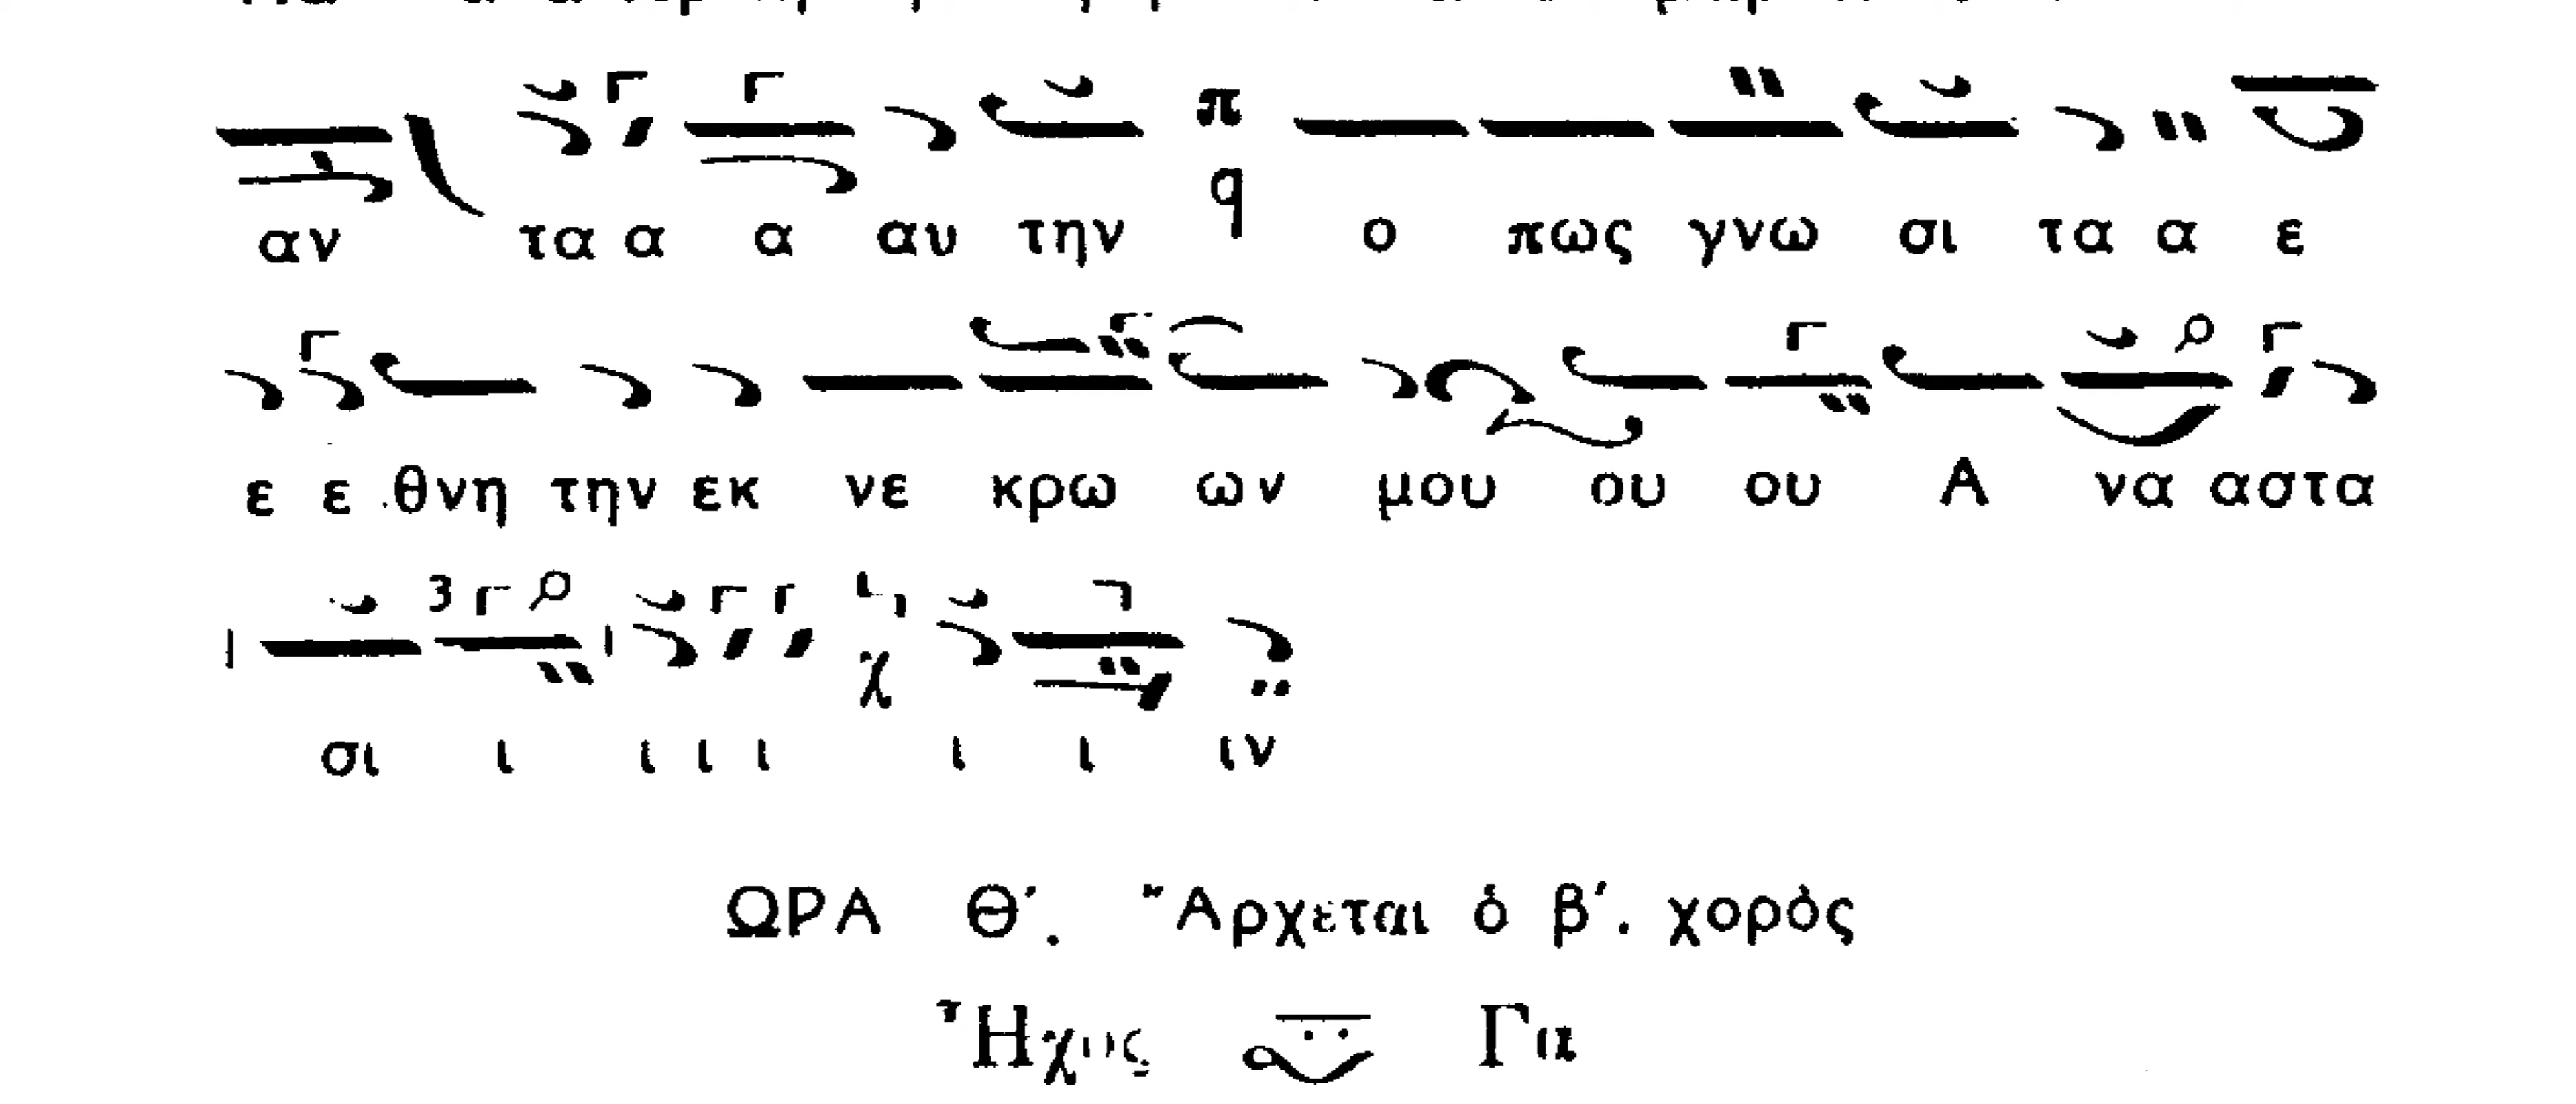 αν τα α α αυ την π q ο πως γνω σι τα α ε
ε ε θνη την εκ νε κρω ων μου ου ου Α να αστα
σι ι ι ι ι χ ι ι ιν
ΩΡΑ Θ΄. Ἄρχεται ὁ β΄. χορὸς
Ἦχος Γα